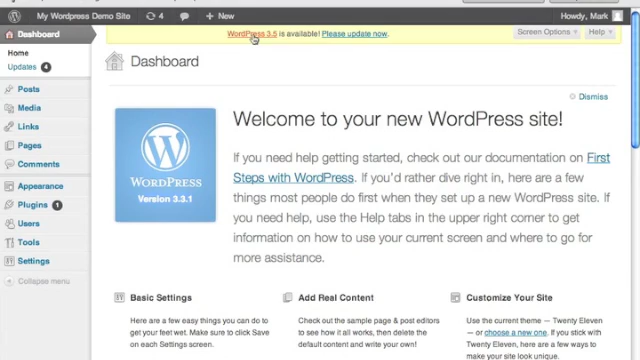 My WordPress Demo Site 4 + New Howdy, Mark
Dashboard
WordPress 3.5 is available! Please update now.
Screen Options Help
Home
Updates 4
Posts
Media
Links
Pages
Comments
Appearance
Plugins 1
Users
Tools
Settings
Collapse menu
Dashboard
Dismiss
WORDPRESS
Version 3.3.1
Welcome to your new WordPress site!
If you need help getting started, check out our documentation on First
Steps with WordPress. If you'd rather dive right in, here are a few
things most people do first when they set up a new WordPress site. If
you need help, use the Help tabs in the upper right corner to get
information on how to use your current screen and where to go for
more assistance.
Basic Settings
Here are a few easy things you can do to
get your feet wet. Make sure to click Save
on each Settings screen.
Add Real Content
Check out the sample page & post editors
to see how it all works, then delete the
default content and write your own!
Customize Your Site
Use the current theme — Twenty Eleven —
or choose a new one. If you stick with
Twenty Eleven, here are a few ways to
make your site look unique.